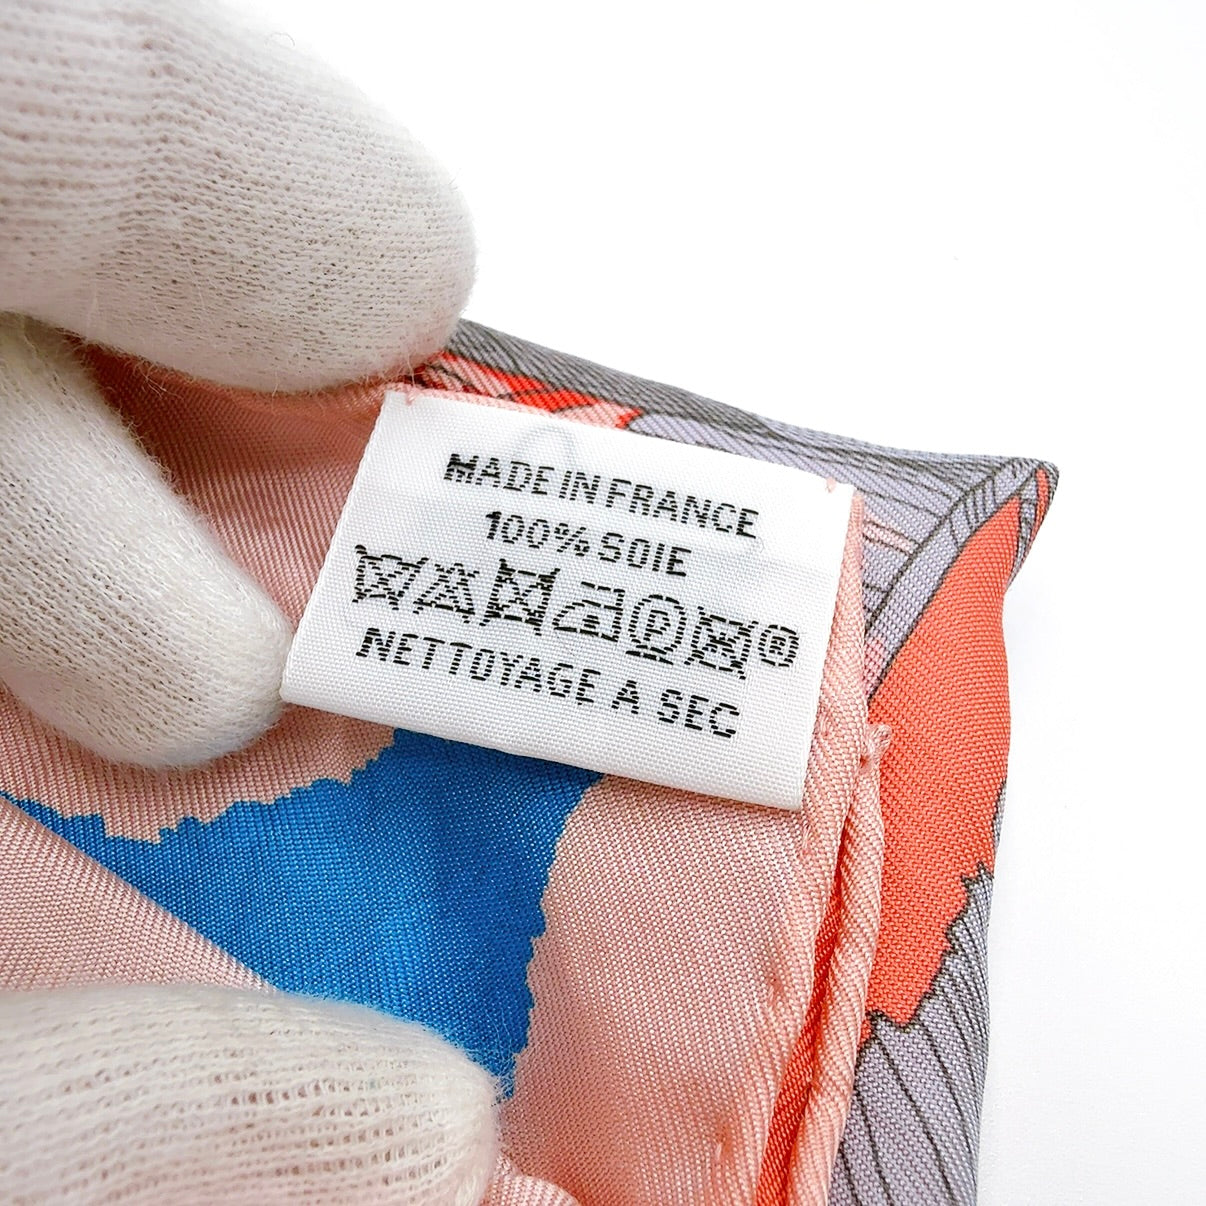 MADE IN FRANCE
100% SOIE
P ®
NETTOYAGE A SEC